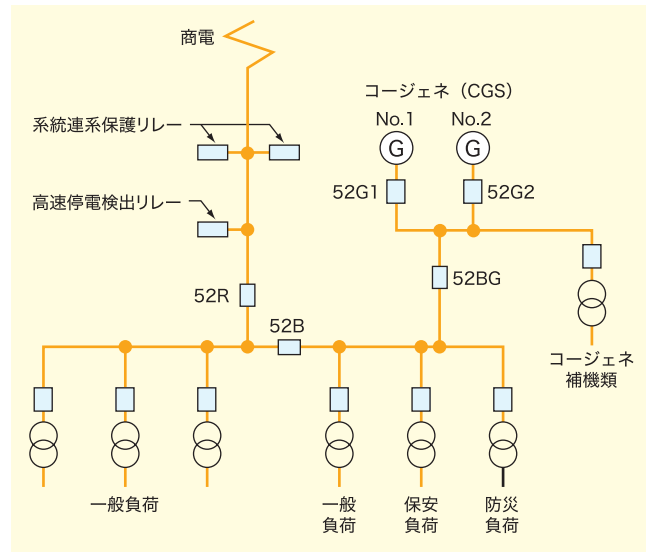 商電
コージェネ（CGS）
No.1
No.2
G
G
系統連系保護リレー
52G1
52G2
高速停電検出リレー
52BG
52R
52B
コージェネ
補機類
一般負荷
一般
負荷
保安
負荷
防災
負荷